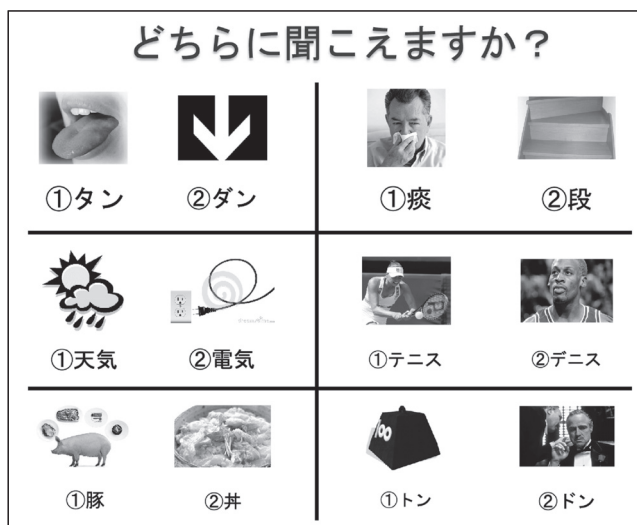 どちらに聞こえますか？
①タン ②ダン
①痰 ②段
①天気 ②電気
①テニス ②デニス
100
①豚 ②丼
①トン ②ドン